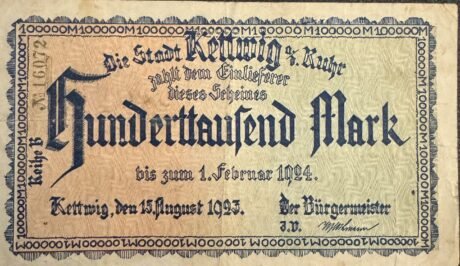 Die Stadt Kettwig a/d. Ruhr
zahlt dem Einlieferer
dieses Scheines
Hunderttausend Mark
bis zum 1. Februar 1924.
Kettwig, den 15. August 1923.
Der Bürgermeister
J.V.
Reihe B
№ 16072